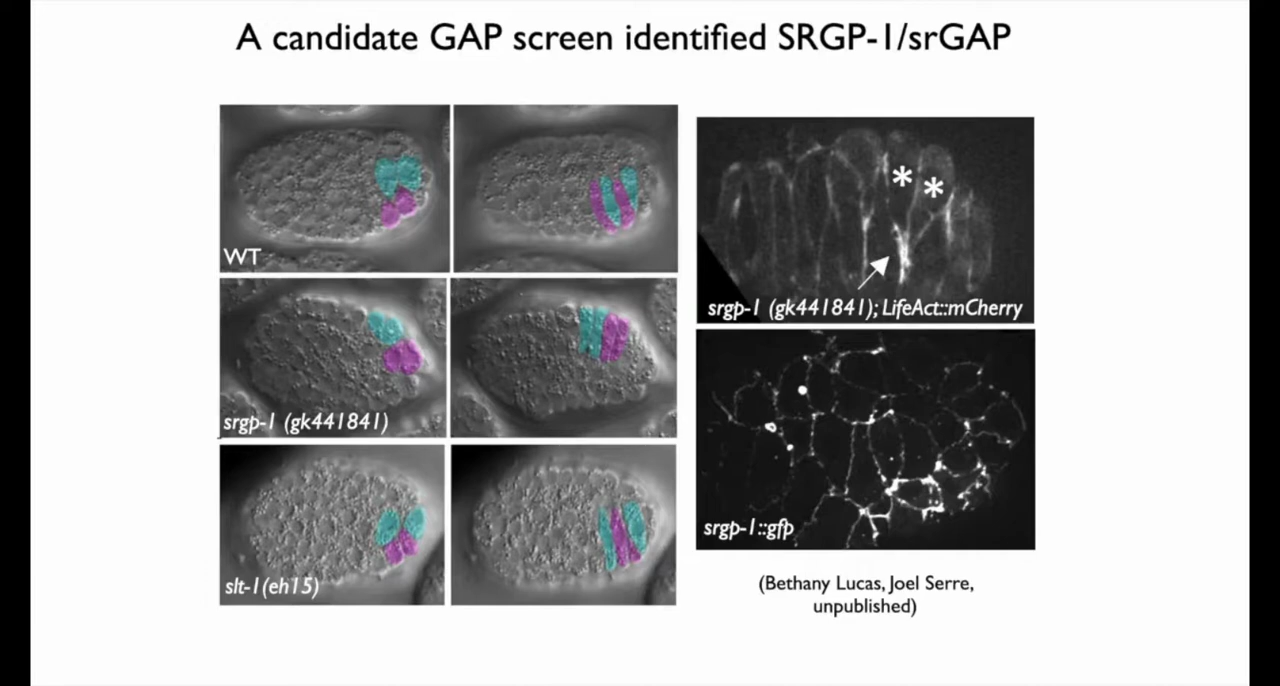 A candidate GAP screen identified SRGP-1/srGAP
WT
srgp-1 (gk441841)
slt-1(eh15)
* *
srgp-1 (gk441841); LifeAct::mCherry
srgp-1::gfp
(Bethany Lucas, Joel Serre,
unpublished)